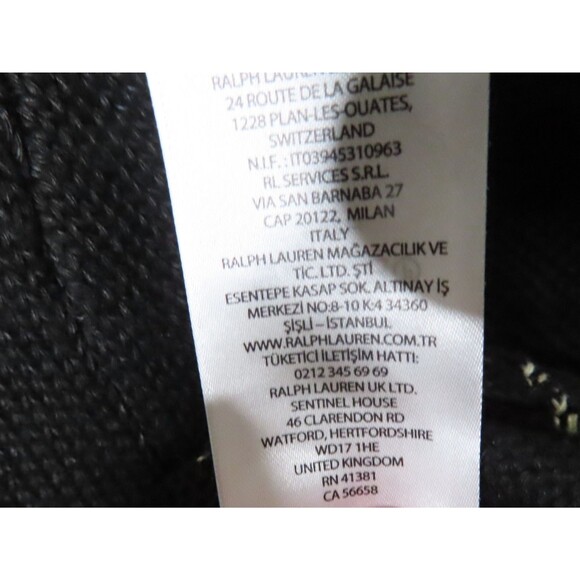 RALPH LAUREN
24 ROUTE DE LA GALAISE
1228 PLAN-LES-OUATES,
SWITZERLAND
N.I.F.:IT03945310963
RL SERVICES S.R.L.
VIA SAN BARNABA 27
CAP 20122, MILAN
ITALY
RALPH LAUREN MAĞAZACILIK VE
TİC.LTD. ŞTİ
ESENTEPE KASAP SOK. ALTINAY İŞ
MERKEZİ NO:8-10 K:4 34360
ŞİŞLİ – İSTANBUL
WWW.RALPHLAUREN.COM.TR
TÜKETİCİ İLETİŞİM HATTI:
0212 345 69 69
RALPH LAUREN UK LTD.
SENTINEL HOUSE
46 CLARENDON RD
WATFORD, HERTFORDSHIRE
WD17 1HE
UNITED KINGDOM
RN 41381
CA 56658